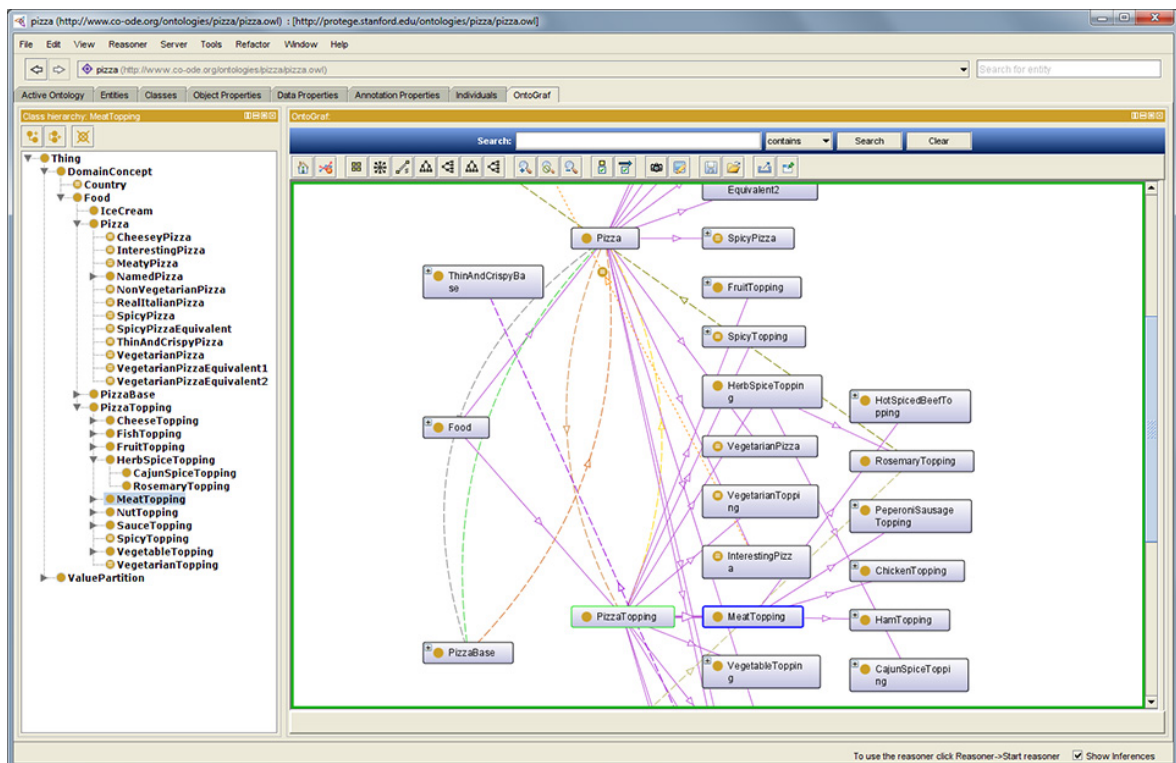 pizza (http://www.co-ode.org/ontologies/pizza/pizza.owl) : [http://protege.stanford.edu/ontologies/pizza/pizza.owl]
File Edit View Reasoner Server Tools Refactor Window Help
pizza (http://www.co-ode.org/ontologies/pizza/pizza.owl)
Search for entity
Active Ontology Entities Classes Object Properties Data Properties Annotation Properties Individuals OntoGraf
Class hierarchy: MeatTopping
Thing
DomainConcept
Country
Food
IceCream
Pizza
CheeseyPizza
InterestingPizza
MeatyPizza
NamedPizza
NonVegetarianPizza
RealItalianPizza
SpicyPizza
SpicyPizzaEquivalent
ThinAndCrispyPizza
VegetarianPizza
VegetarianPizzaEquivalent1
VegetarianPizzaEquivalent2
PizzaBase
PizzaTopping
CheeseTopping
FishTopping
FruitTopping
HerbSpiceTopping
CajunSpiceTopping
RosemaryTopping
MeatTopping
NutTopping
SauceTopping
SpicyTopping
VegetableTopping
VegetarianTopping
ValuePartition
OntoGraf:
Search: contains Search Clear
Equivalent2
Pizza
SpicyPizza
ThinAndCrispyBa
se
FruitTopping
SpicyTopping
HerbSpiceToppin
g
HotSpicedBeefTo
pping
Food
VegetarianPizza
RosemaryTopping
VegetarianToppi
ng
PeperoniSausage
Topping
InterestingPizz
a
ChickenTopping
PizzaTopping
MeatTopping
HamTopping
PizzaBase
VegetableToppin
g
CajunSpiceToppi
ng
To use the reasoner click Reasoner->Start reasoner Show Inferences